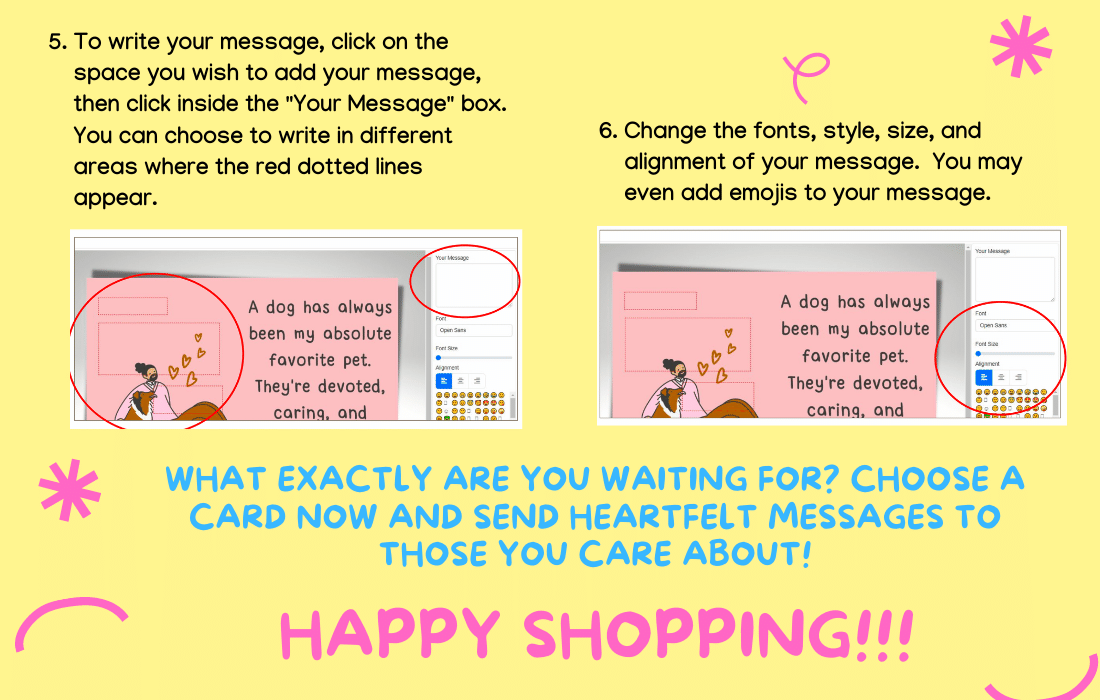 5. To write your message, click on the
space you wish to add your message,
then click inside the "Your Message" box.
You can choose to write in different
areas where the red dotted lines
appear.
6. Change the fonts, style, size, and
alignment of your message.  You may
even add emojis to your message.
A dog has always
been my absolute
favorite pet.
They're devoted,
caring, and
Your Message
Font
Open Sans
Font Size
Alignment
A dog has always
been my absolute
favorite pet.
They're devoted,
caring, and
Your Message
Font
Open Sans
Font Size
Alignment
WHAT EXACTLY ARE YOU WAITING FOR? CHOOSE A
CARD NOW AND SEND HEARTFELT MESSAGES TO
THOSE YOU CARE ABOUT!
HAPPY SHOPPING!!!